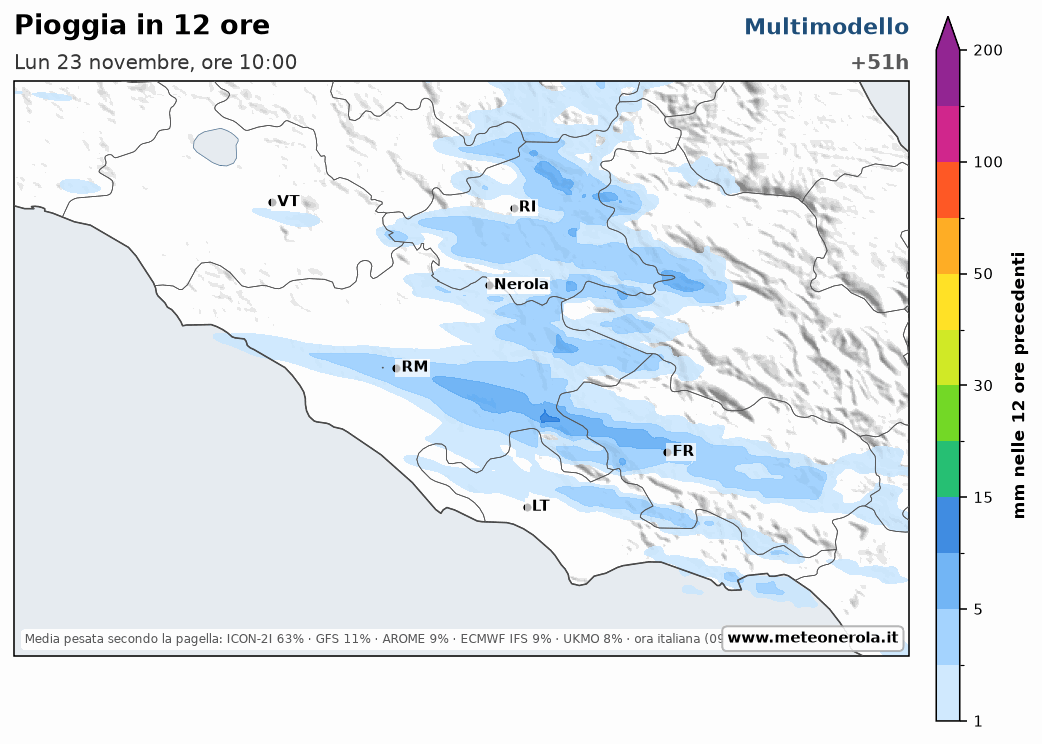 Pioggia in 12 ore
Multimodello
Lun 23 novembre, ore 10:00
+51h
200
100
50
30
15
5
1
mm nelle 12 ore precedenti
VT
RI
Nerola
RM
FR
LT
Media pesata secondo la pagella: ICON-2I 63% · GFS 11% · AROME 9% · ECMWF IFS 9% · UKMO 8% · ora italiana (09
www.meteonerola.it